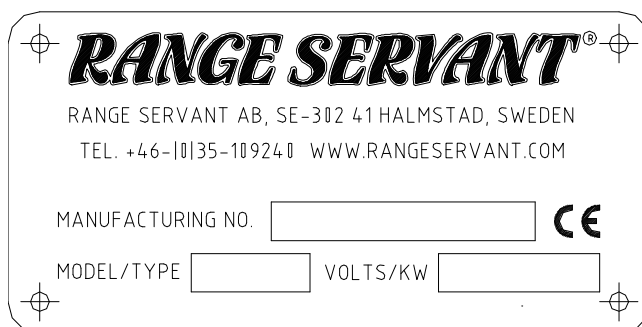 RANGE SERVANT®
RANGE SERVANT AB, SE-302 41 HALMSTAD, SWEDEN
TEL. +46-|0|35-109240 WWW.RANGESERVANT.COM
MANUFACTURING NO. CE
MODEL/TYPE VOLTS/KW